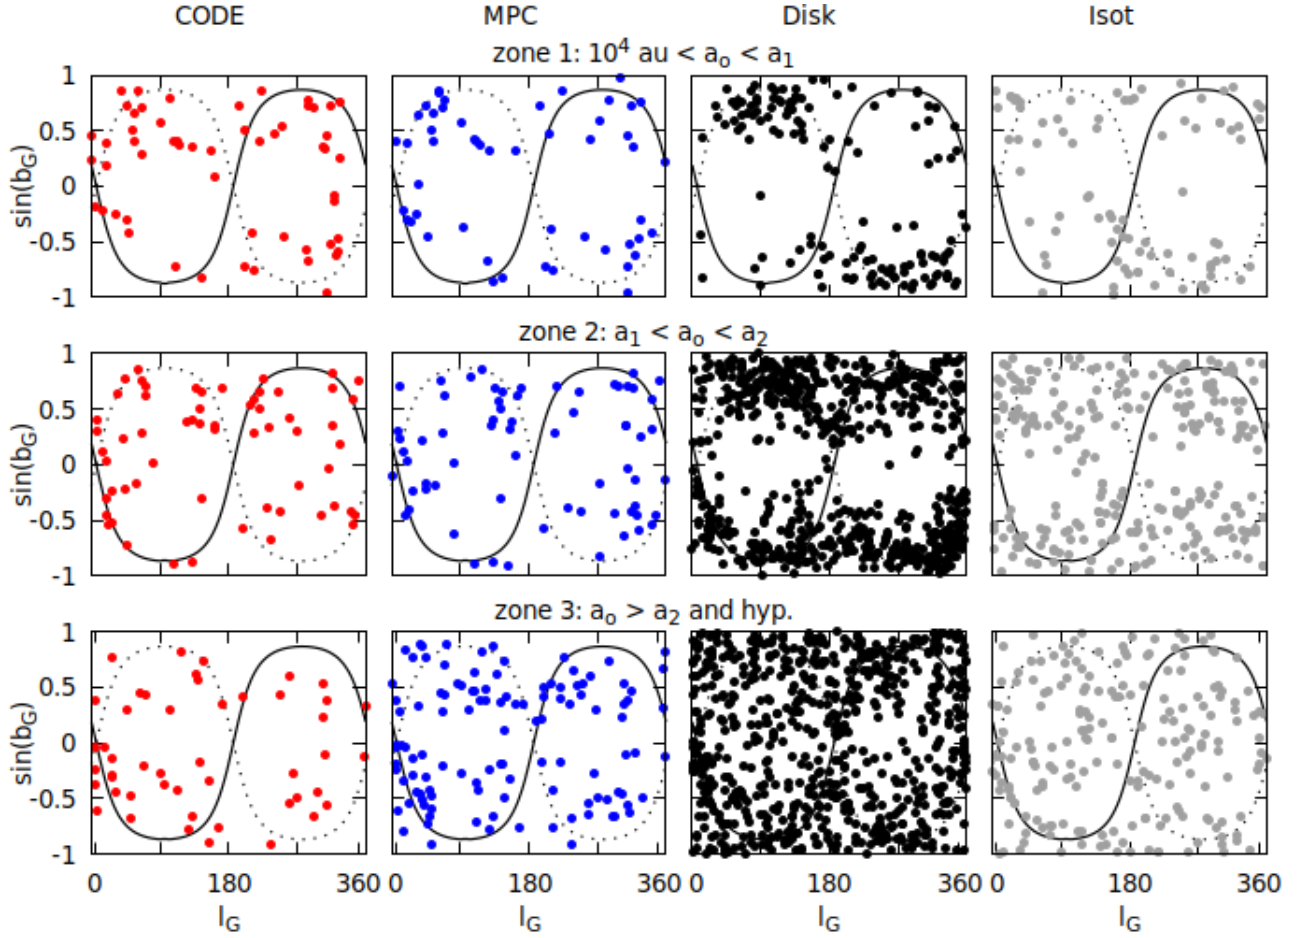 CODE MPC Disk Isot
zone 1: 10⁴ au < aₒ < a₁
1
0.5
0
-0.5
-1
sin(b_G)
zone 2: a₁ < aₒ < a₂
1
0.5
0
-0.5
-1
sin(b_G)
zone 3: aₒ > a₂ and hyp.
1
0.5
0
-0.5
-1
sin(b_G)
0 180 360 0 180 360 0 180 360 0 180 360
l_G l_G l_G l_G